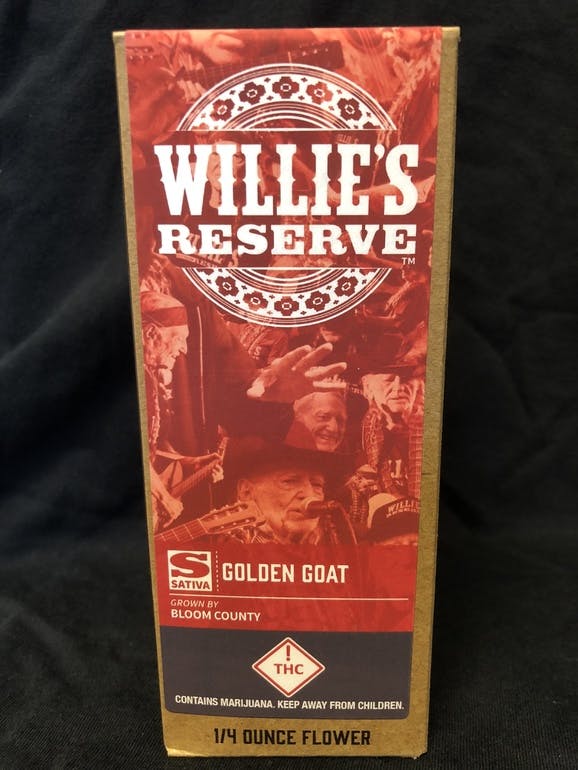 WILLIE'S
RESERVE
TM
WILLIE
S
SATIVA
GOLDEN GOAT
GROWN BY
BLOOM COUNTY
!
THC
CONTAINS MARIJUANA. KEEP AWAY FROM CHILDREN.
1/4 OUNCE FLOWER